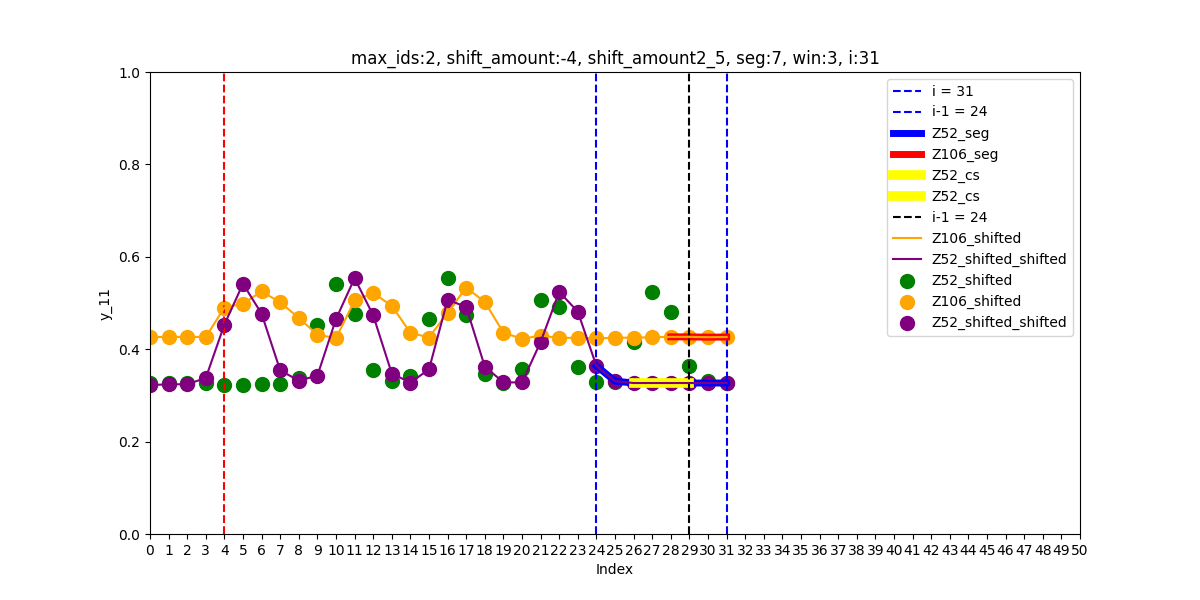 max_ids:2, shift_amount:-4, shift_amount2_5, seg:7, win:3, i:31
1.0
0.8
0.6
0.4
0.2
0.0
y_11
i = 31
i-1 = 24
Z52_seg
Z106_seg
Z52_cs
Z52_cs
i-1 = 24
Z106_shifted
Z52_shifted_shifted
Z52_shifted
Z106_shifted
Z52_shifted_shifted
0 1 2 3 4 5 6 7 8 9 10 11 12 13 14 15 16 17 18 19 20 21 22 23 24 25 26 27 28 29 30 31 32 33 34 35 36 37 38 39 40 41 42 43 44 45 46 47 48 49 50
Index